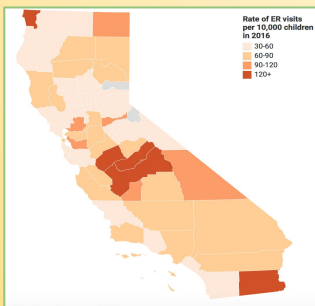 Rate of ER visits
per 10,000 children
in 2016
30-60
60-90
90-120
120+